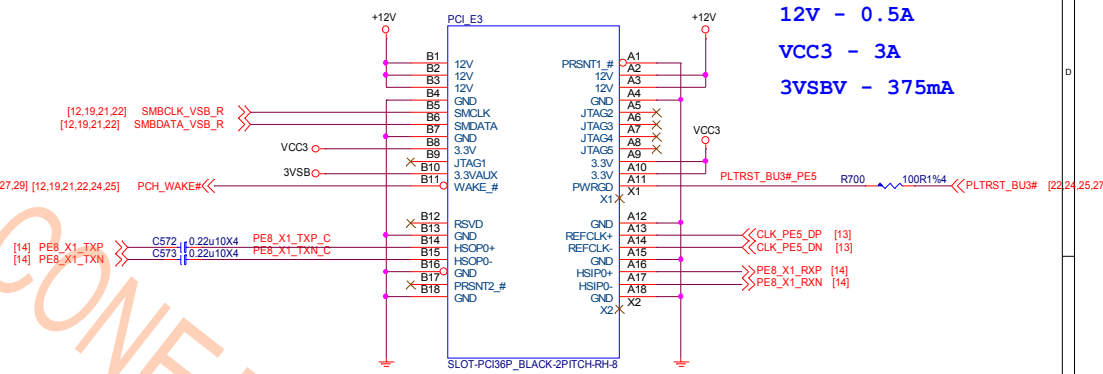 12V - 0.5A
VCC3 - 3A
3VSBV - 375mA
D
+12V
PCI_E3
+12V
B1 12V PRSNT1_# A1
B2 12V 12V A2
B3 12V 12V A3
B4 GND GND A4
[12,19,21,22] SMBCLK_VSB_R B5 SMCLK JTAG2 A5
[12,19,21,22] SMBDATA_VSB_R B6 SMDATA JTAG3 A6
B7 GND JTAG4 A7
VCC3 B8 3.3V JTAG5 A8 VCC3
B9 JTAG1 3.3V A9
3VSB B10 3.3VAUX 3.3V A10
27,29] [12,19,21,22,24,25] PCH_WAKE# B11 WAKE_# PWRGD A11 PLTRST_BU3#_PE5 R700 100R1%4 PLTRST_BU3# [22,24,25,27
X1 X1
B12 RSVD GND A12
B13 GND REFCLK+ A13 CLK_PE5_DP [13]
[14] PE8_X1_TXP C572 0.22u10X4 PE8_X1_TXP_C B14 HSOP0+ REFCLK- A14 CLK_PE5_DN [13]
[14] PE8_X1_TXN C573 0.22u10X4 PE8_X1_TXN_C B15 HSOP0- GND A15
B16 GND HSIP0+ A16 PE8_X1_RXP [14]
B17 PRSNT2_# HSIP0- A17 PE8_X1_RXN [14]
B18 GND GND A18
X2 X2
SLOT-PCI36P_BLACK-2PITCH-RH-8